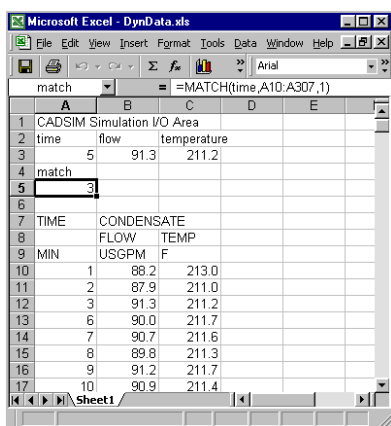 Microsoft Excel - DynData.xls
File Edit View Insert Format Tools Data Window Help
Σ fx » Arial »
match = =MATCH(time,A10:A307,1)
A B C D E F
1 CADSIM Simulation I/O Area
2 time flow temperature
3 5 91.3 211.2
4 match
5 3
6
7 TIME CONDENSATE
8 FLOW TEMP
9 MIN USGPM F
10 1 88.2 213.0
11 2 87.9 211.0
12 3 91.3 211.2
13 6 90.0 211.7
14 7 90.7 211.6
15 8 89.8 211.3
16 9 91.2 211.7
17 10 90.9 211.4
Sheet1